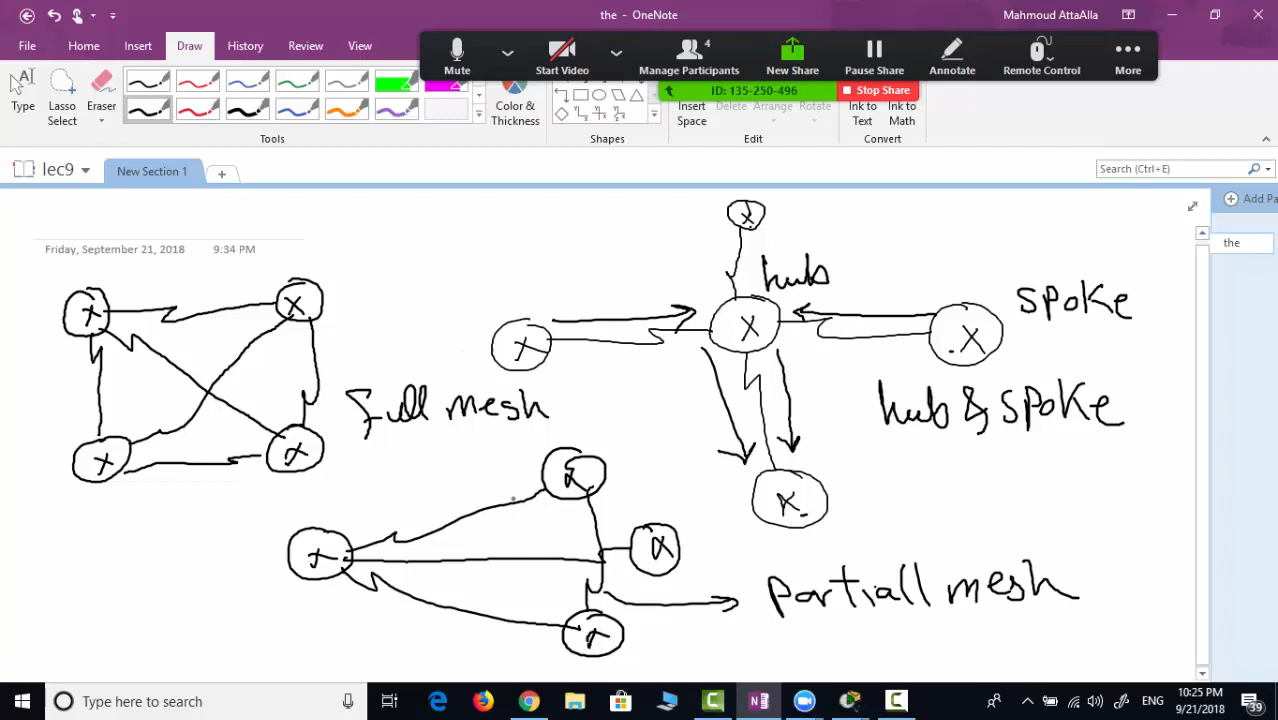 the - OneNote
Mahmoud AttaAlla
File
Home
Insert
Draw
History
Review
View
Mute
Start Video
4
Manage Participants
New Share
Pause Share
Annotate
Remote Control
More
ID: 135-250-496
Stop Share
Type
Lasso
Select
Eraser
Color &
Thickness
Insert
Space
Delete
Arrange
Rotate
Ink to
Text
Ink to
Math
Tools
Shapes
Edit
Convert
lec9
New Section 1
Search (Ctrl+E)
Add Pa
the
Friday, September 21, 2018
9:34 PM
X
X
X
X
Full mesh
X
hub
X
X
X
X
spoke
hub & spoke
X
X
X
X
partiall mesh
Type here to search
ENG
10:25 PM
9/21/2018
39